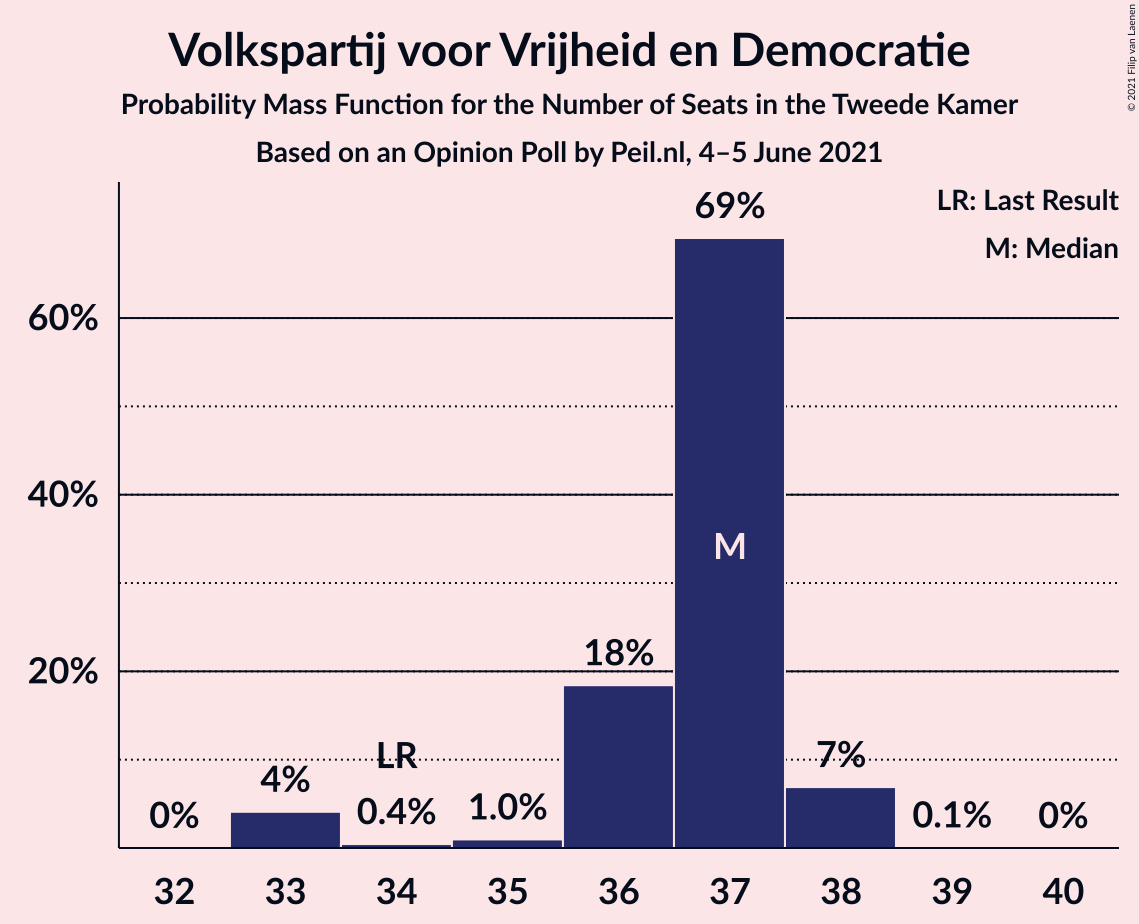 Volkspartij voor Vrijheid en Democratie
Probability Mass Function for the Number of Seats in the Tweede Kamer
Based on an Opinion Poll by Peil.nl, 4–5 June 2021
© 2021 Filip van Laenen
LR: Last Result
M: Median
69%
60%
40%
M
18%
20%
LR
7%
4%
0%
0.4%
1.0%
0.1%
0%
32 33 34 35 36 37 38 39 40